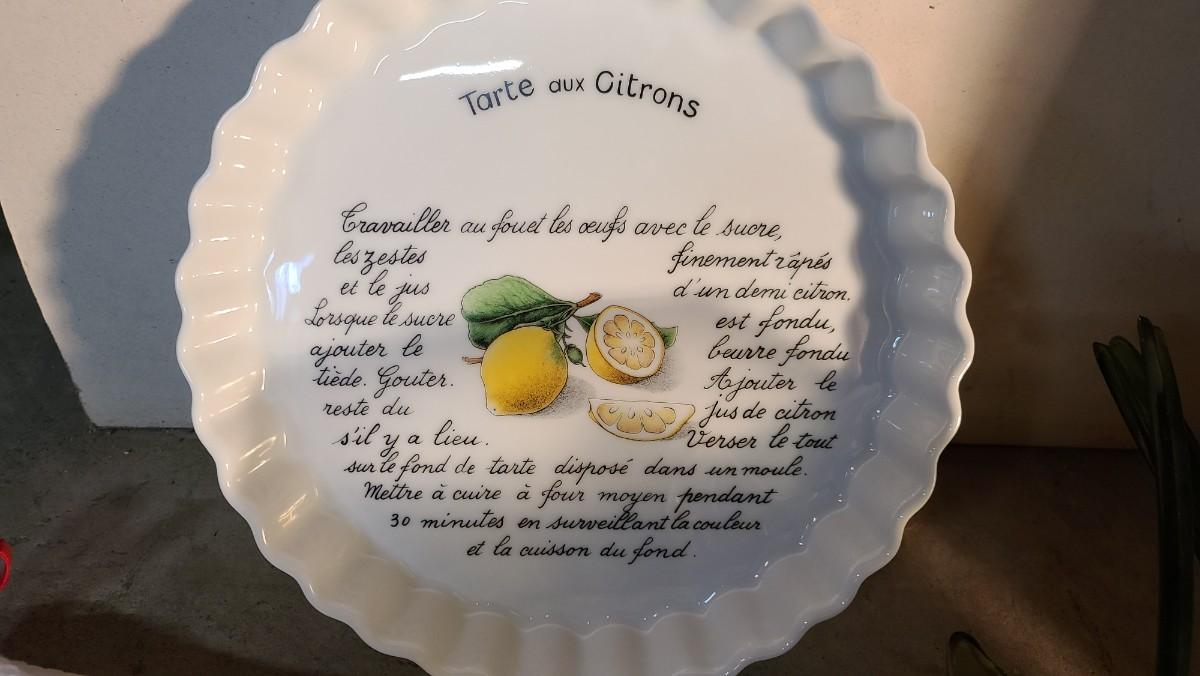 Tarte aux Citrons
Travailler au fouet les œufs avec le sucre,
les zestes finement râpés
et le jus d'un demi citron.
Lorsque le sucre est fondu,
ajouter le beurre fondu
tiède. Gouter. Ajouter le
reste du jus de citron
s'il y a lieu. Verser le tout
sur le fond de tarte disposé dans un moule.
Mettre à cuire à four moyen pendant
30 minutes en surveillant la couleur
et la cuisson du fond.